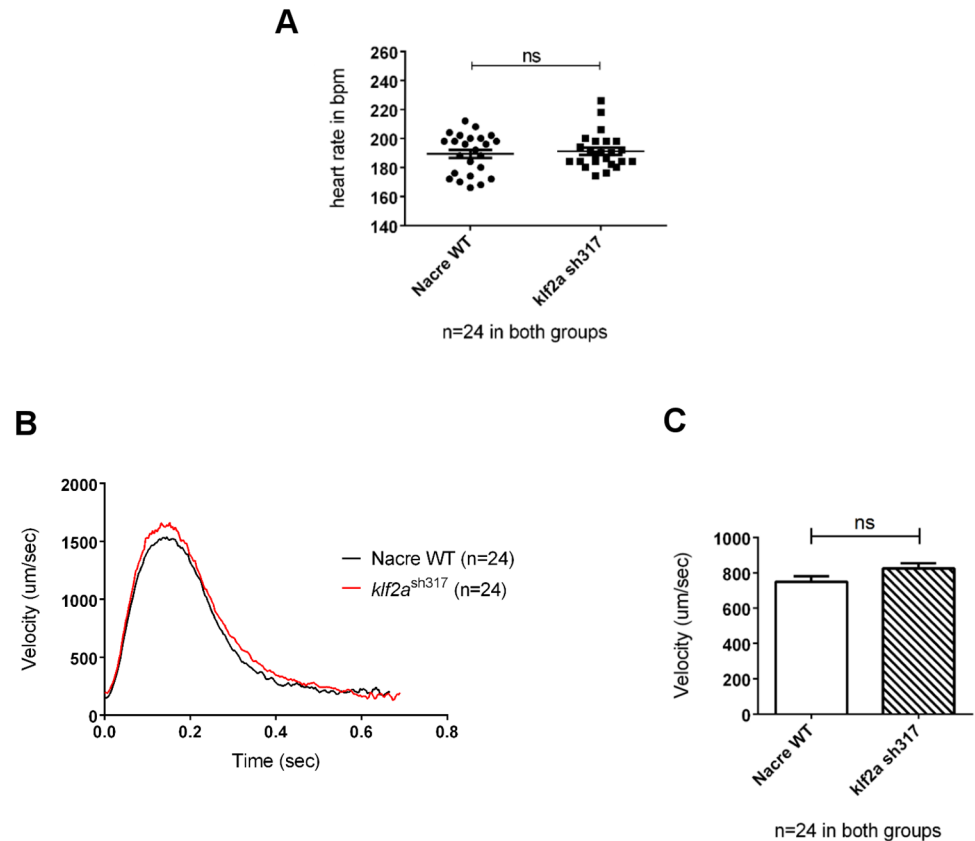 A
ns
heart rate in bpm
260
240
220
200
180
160
140
Nacre WT
klf2a sh317
n=24 in both groups
B
Velocity (um/sec)
2000
1500
1000
500
0
0.0 0.2 0.4 0.6 0.8
Time (sec)
Nacre WT (n=24)
klf2a^sh317 (n=24)
C
ns
Velocity (um/sec)
1000
800
600
400
200
0
Nacre WT
klf2a sh317
n=24 in both groups